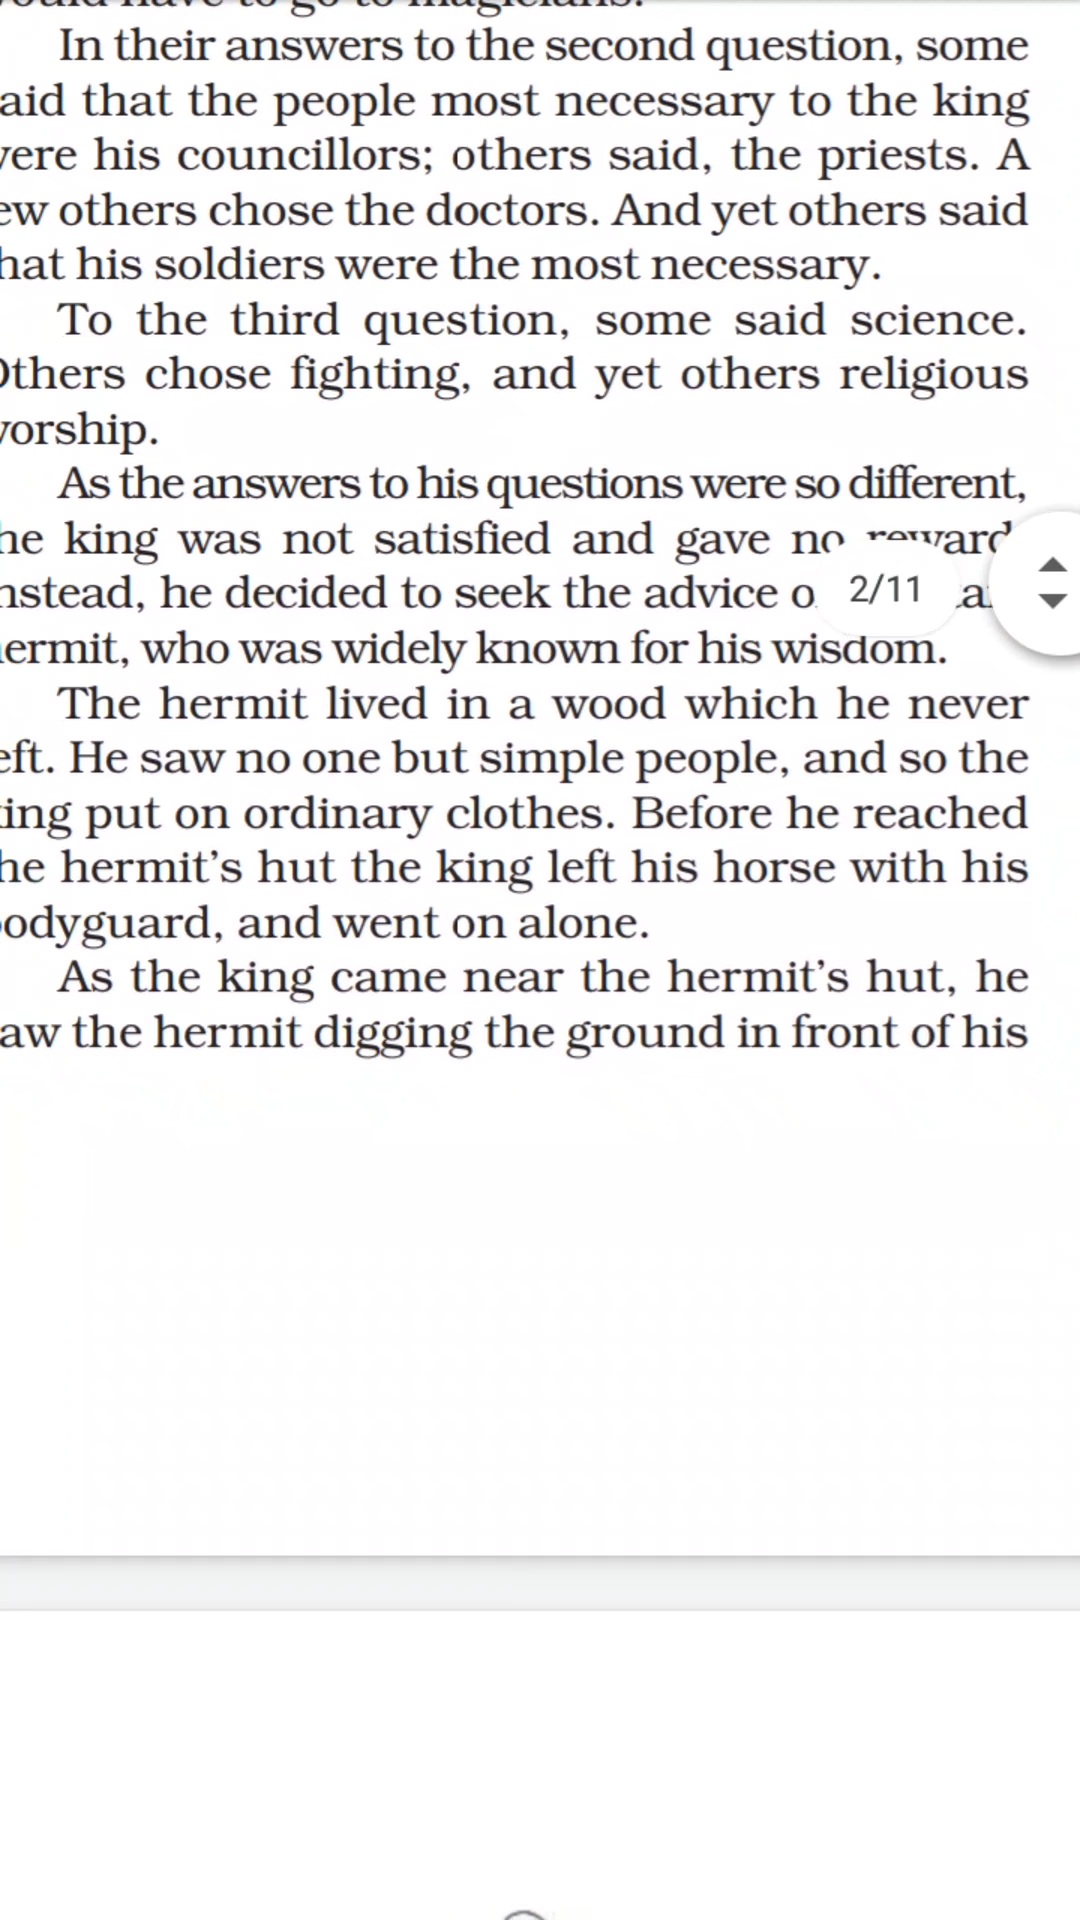 In their answers to the second question, some
aid that the people most necessary to the king
ere his councillors; others said, the priests. A
ew others chose the doctors. And yet others said
hat his soldiers were the most necessary.
To the third question, some said science.
thers chose fighting, and yet others religious
orship.
As the answers to his questions were so different,
he king was not satisfied and gave no reward
nstead, he decided to seek the advice
2/11
ermit, who was widely known for his wisdom.
The hermit lived in a wood which he never
eft. He saw no one but simple people, and so the
ing put on ordinary clothes. Before he reached
he hermit's hut the king left his horse with his
odyguard, and went on alone.
As the king came near the hermit's hut, he
aw the hermit digging the ground in front of his